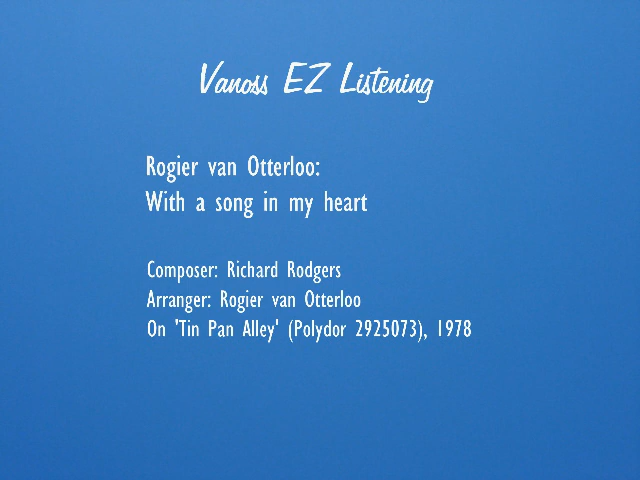 Vanoss EZ Listening
Rogier van Otterloo:
With a song in my heart
Composer: Richard Rodgers
Arranger: Rogier van Otterloo
On 'Tin Pan Alley' (Polydor 2925073), 1978